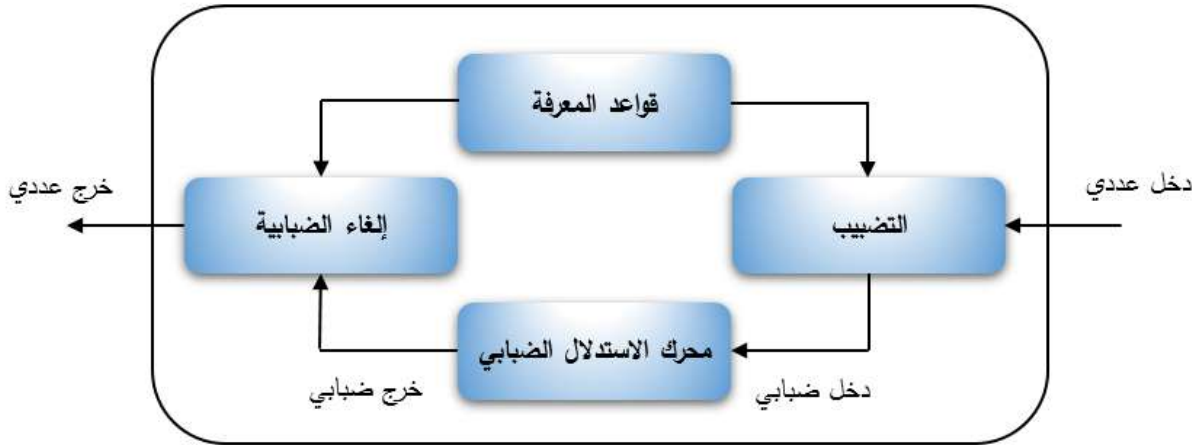 قواعد المعرفة
دخل عددي
التضبيب
إلغاء الضبابية
خرج عددي
محرك الاستدلال الضبابي
دخل ضبابي
خرج ضبابي